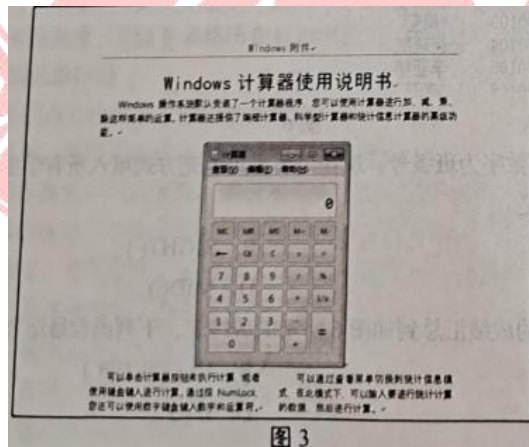 Windows 附件
Windows 计算器使用说明书
Windows 操作系统默认安装了一个计算器程序，您可以使用计算器进行加、减、乘、
除这样简单的运算。计算器还提供了编程计算器、科学型计算器和统计信息计算器的高级功
能。
计算器
查看(V) 编辑(E) 帮助(H)
0
MC MR MS M+ M-
← CE C
7 8 9 / %
4 5 6 * 1/x
1 2 3 - =
0 . +
可以单击计算器按钮来执行计算，或者
使用键盘键入进行计算。通过按 NumLock，
您还可以使用数字键盘键入数字和运算符。
可以通过查看菜单切换到统计信息模
式，在此模式下，可以输入要进行统计计算
的数据，然后进行计算。
图 3